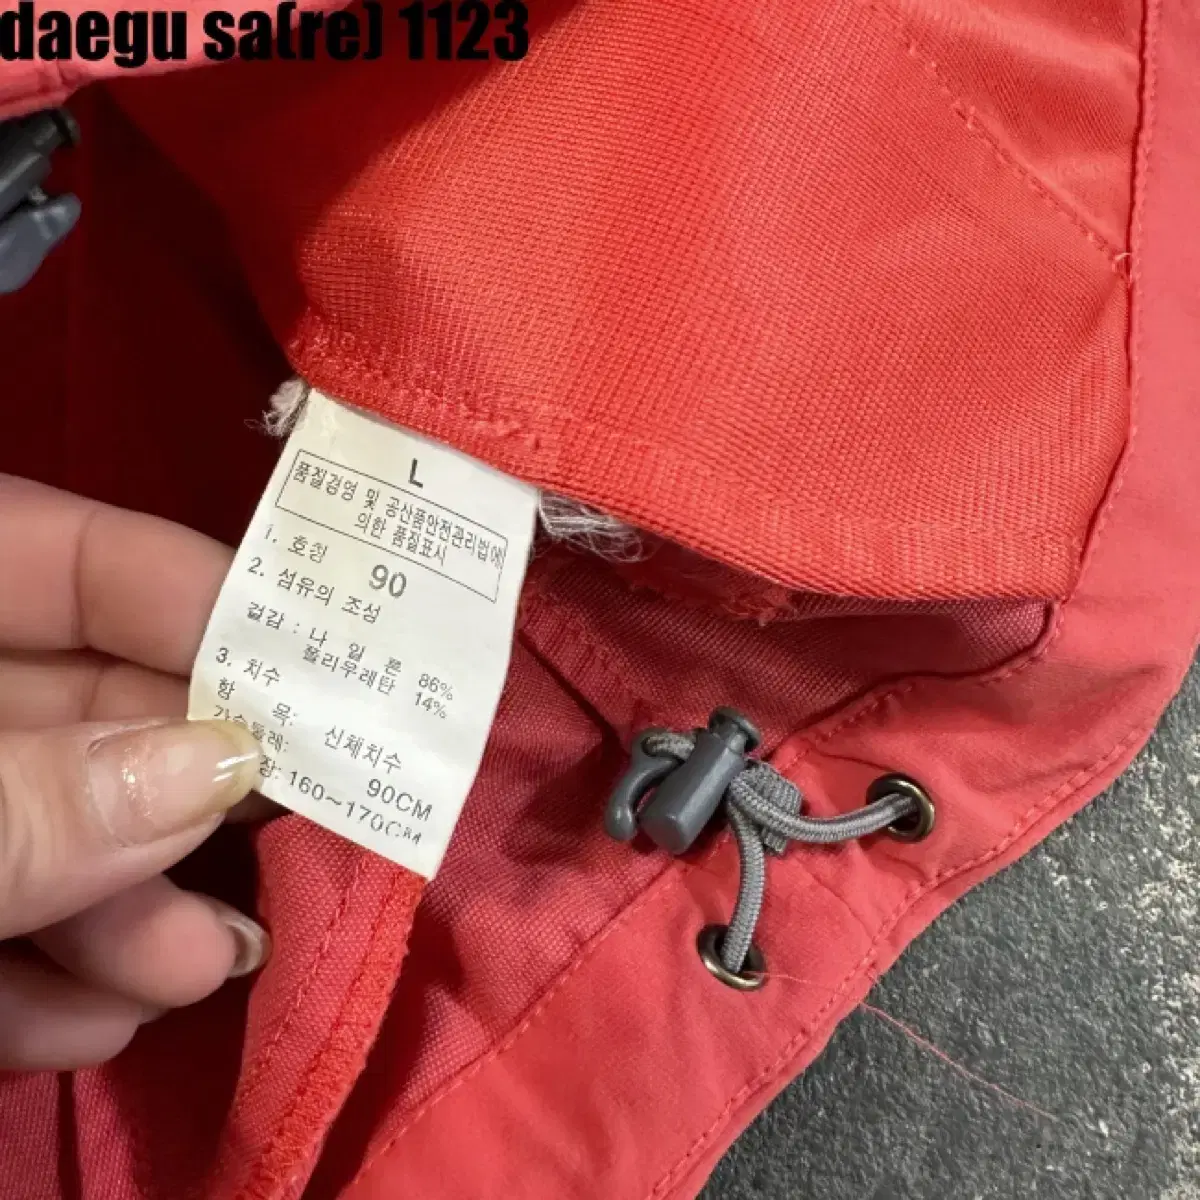 daegu sa(re) 1123
L
품질경영 및 공산품안전관리법에
의한 품질표시
1. 호칭 90
2. 섬유의 조성
겉감 : 나 일 론 86%
폴리우레탄 14%
3. 치수
항 목: 신체치수
가슴둘레: 90CM
장: 160~170CM